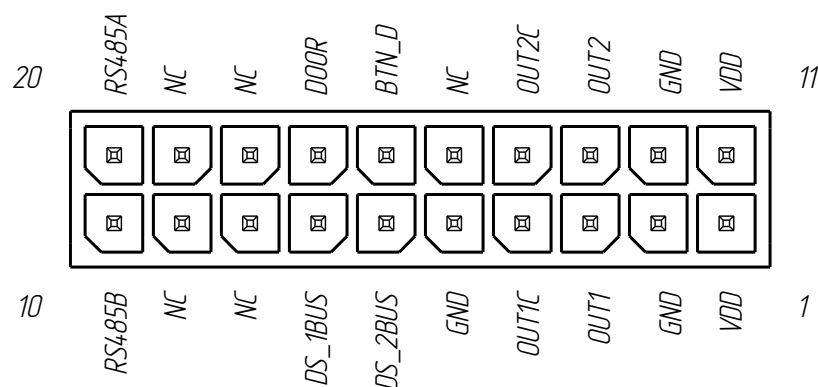 20 RS485A NC NC DOOR BTN_D NC OUT2C OUT2 GND VDD 11
10 RS485B NC NC DS_1BUS DS_2BUS GND OUT1C OUT1 GND VDD 1